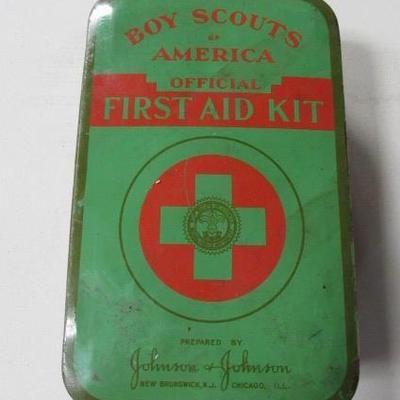 BOY SCOUTS
OF
AMERICA
OFFICIAL
FIRST AID KIT
PREPARED BY
Johnson & Johnson
NEW BRUNSWICK, N.J. CHICAGO, ILL.